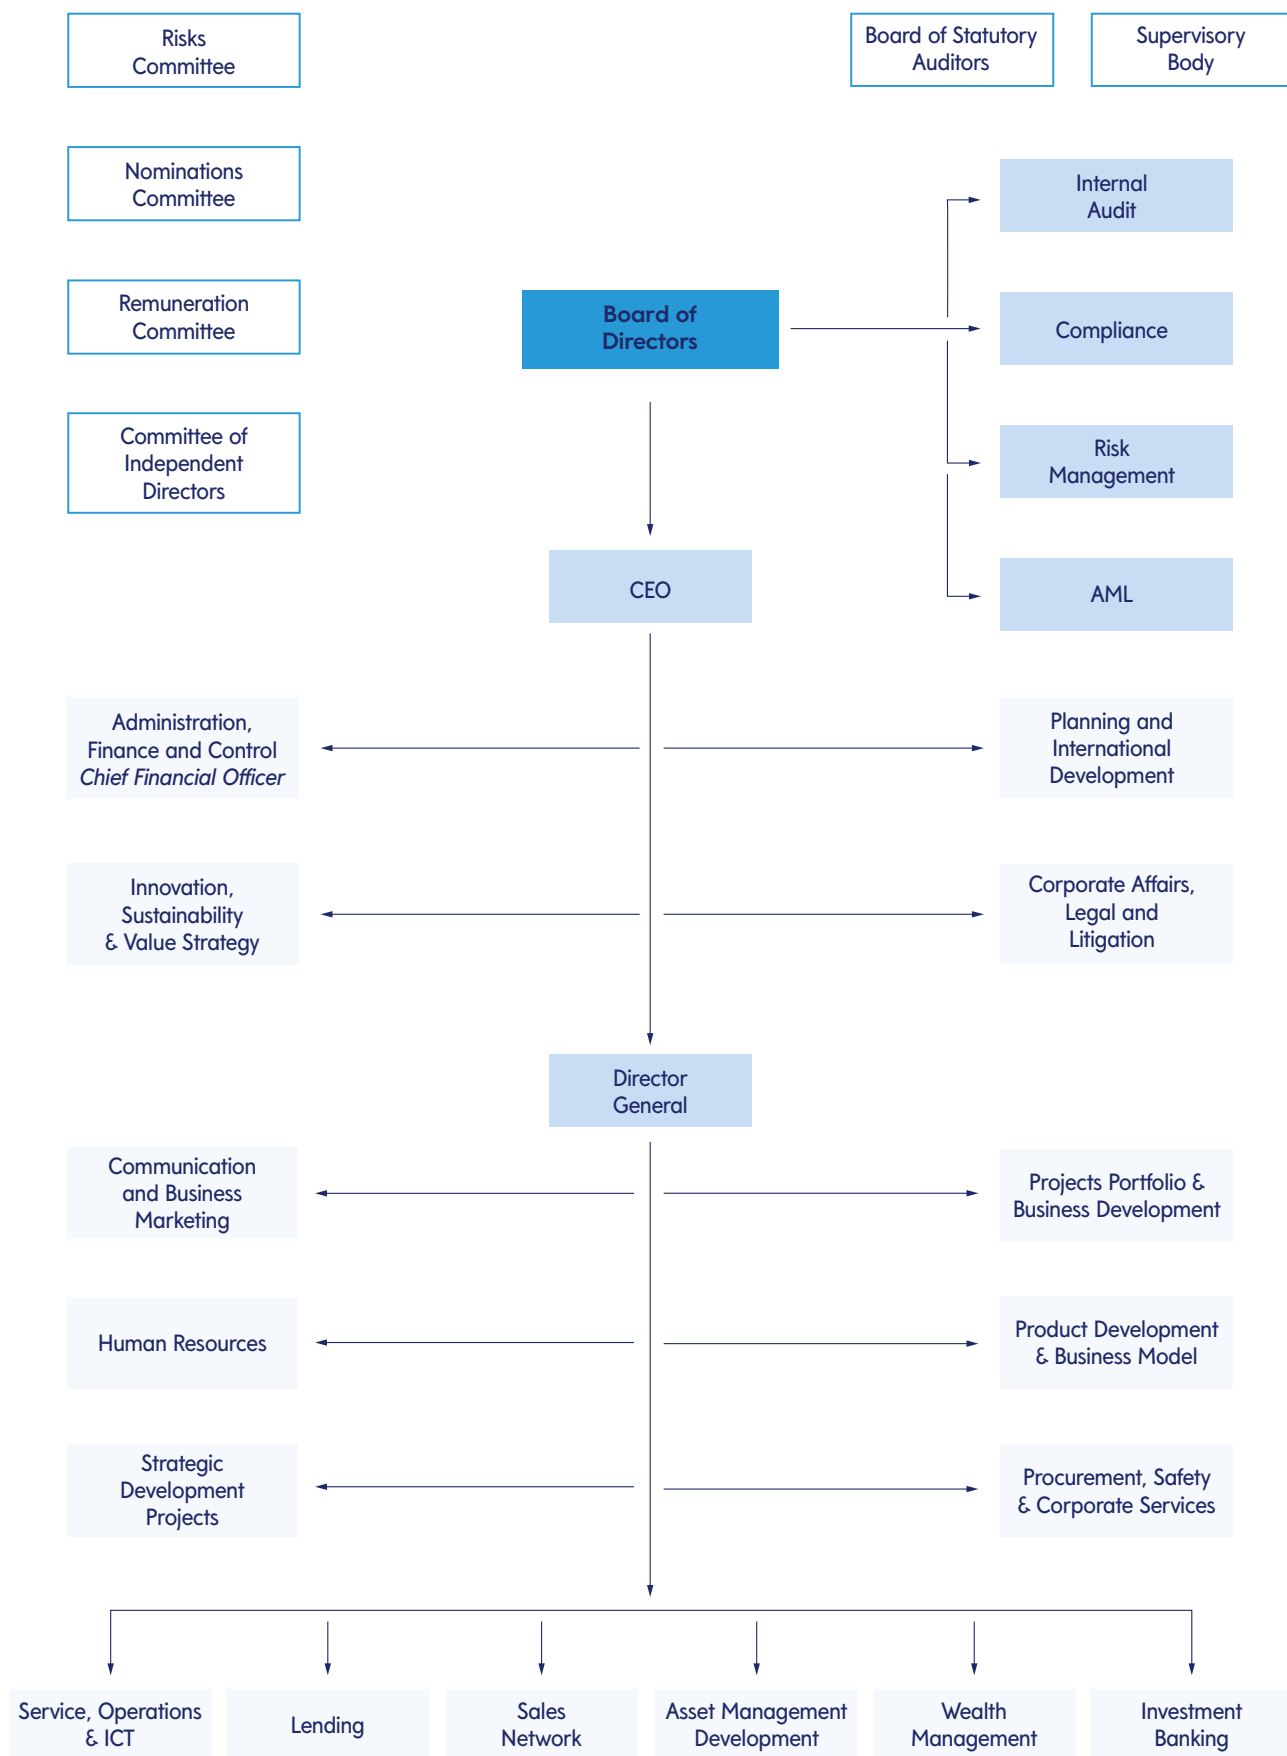 Risks
Committee
Board of Statutory
Auditors
Supervisory
Body
Nominations
Committee
Internal
Audit
Remuneration
Committee
Board of
Directors
Compliance
Committee of
Independent
Directors
Risk
Management
CEO
AML
Administration,
Finance and Control
Chief Financial Officer
Planning and
International
Development
Innovation,
Sustainability
& Value Strategy
Corporate Affairs,
Legal and
Litigation
Director
General
Communication
and Business
Marketing
Projects Portfolio &
Business Development
Human Resources
Product Development
& Business Model
Strategic
Development
Projects
Procurement, Safety
& Corporate Services
Service, Operations
& ICT
Lending
Sales
Network
Asset Management
Development
Wealth
Management
Investment
Banking